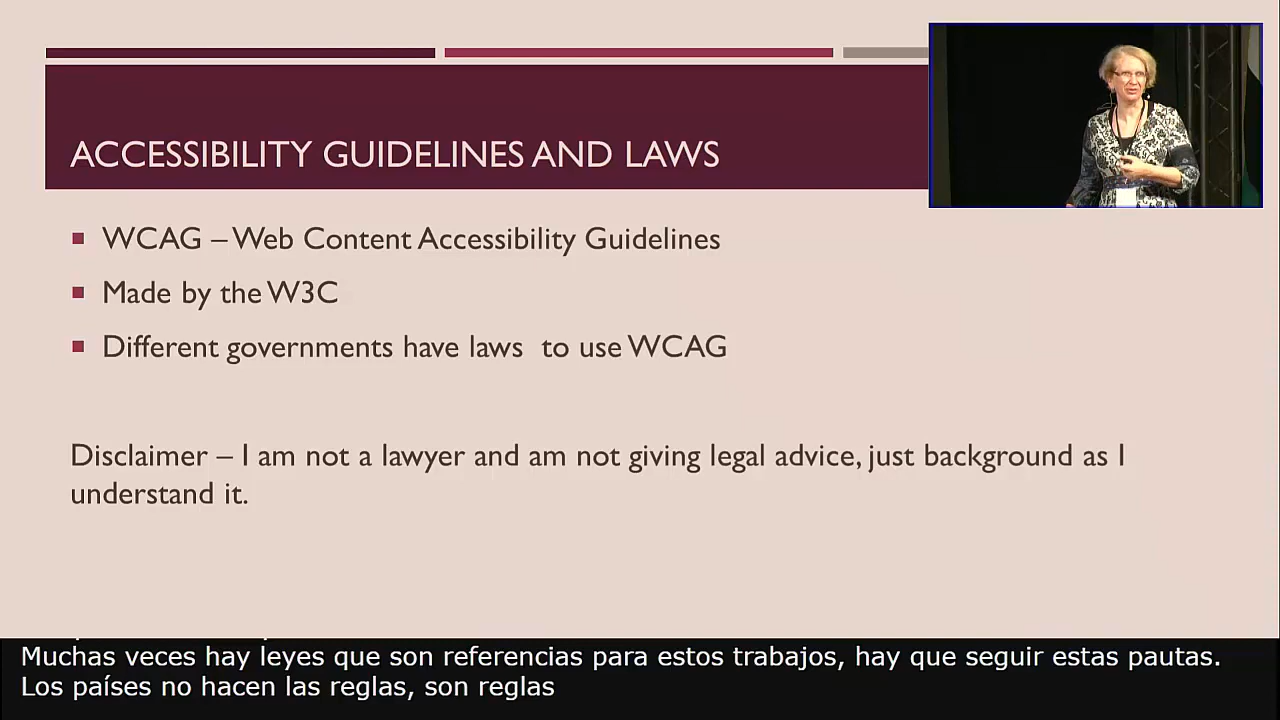 ACCESSIBILITY GUIDELINES AND LAWS
WCAG – Web Content Accessibility Guidelines
Made by the W3C
Different governments have laws to use WCAG
Disclaimer – I am not a lawyer and am not giving legal advice, just background as I
understand it.
Muchas veces hay leyes que son referencias para estos trabajos, hay que seguir estas pautas.
Los países no hacen las reglas, son reglas